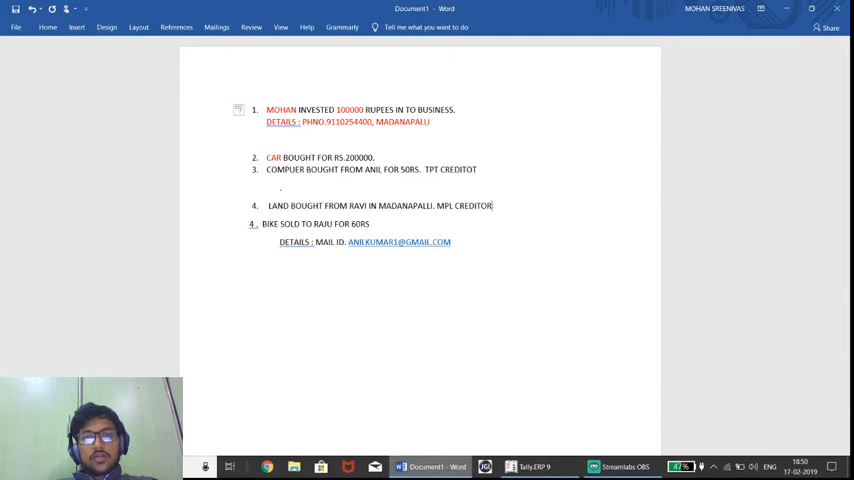 Document1 - Word
MOHAN SREENIVAS
File Home Insert Design Layout References Mailings Review View Help Grammarly Tell me what you want to do Share
1. MOHAN INVESTED 100000 RUPEES IN TO BUSINESS.
DETAILS : PHNO.9110254400, MADANAPALLI
2. CAR BOUGHT FOR RS.200000.
3. COMPUER BOUGHT FROM ANIL FOR 50RS. TPT CREDITOT
.
4. LAND BOUGHT FROM RAVI IN MADANAPALLI. MPL CREDITOR
4 . BIKE SOLD TO RAJU FOR 60RS
DETAILS : MAIL ID. ANILKUMAR1@GMAIL.COM
Document1 - Word JG Tally.ERP 9 Streamlabs OBS 47% ENG 18:50
17-02-2019